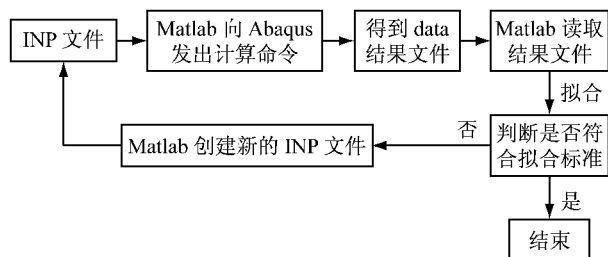 INP 文件
Matlab 向 Abaqus
发出计算命令
得到 data
结果文件
Matlab 读取
结果文件
拟合
判断是否符
合拟合标准
否
Matlab 创建新的 INP 文件
是
结束